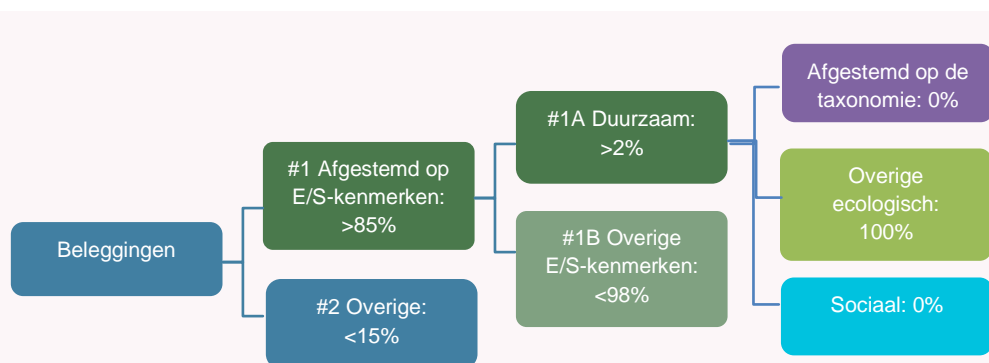 Beleggingen
#1 Afgestemd op
E/S-kenmerken:
>85%
#2 Overige:
<15%
#1A Duurzaam:
>2%
#1B Overige
E/S-kenmerken:
<98%
Afgestemd op de
taxonomie: 0%
Overige
ecologisch:
100%
Sociaal: 0%